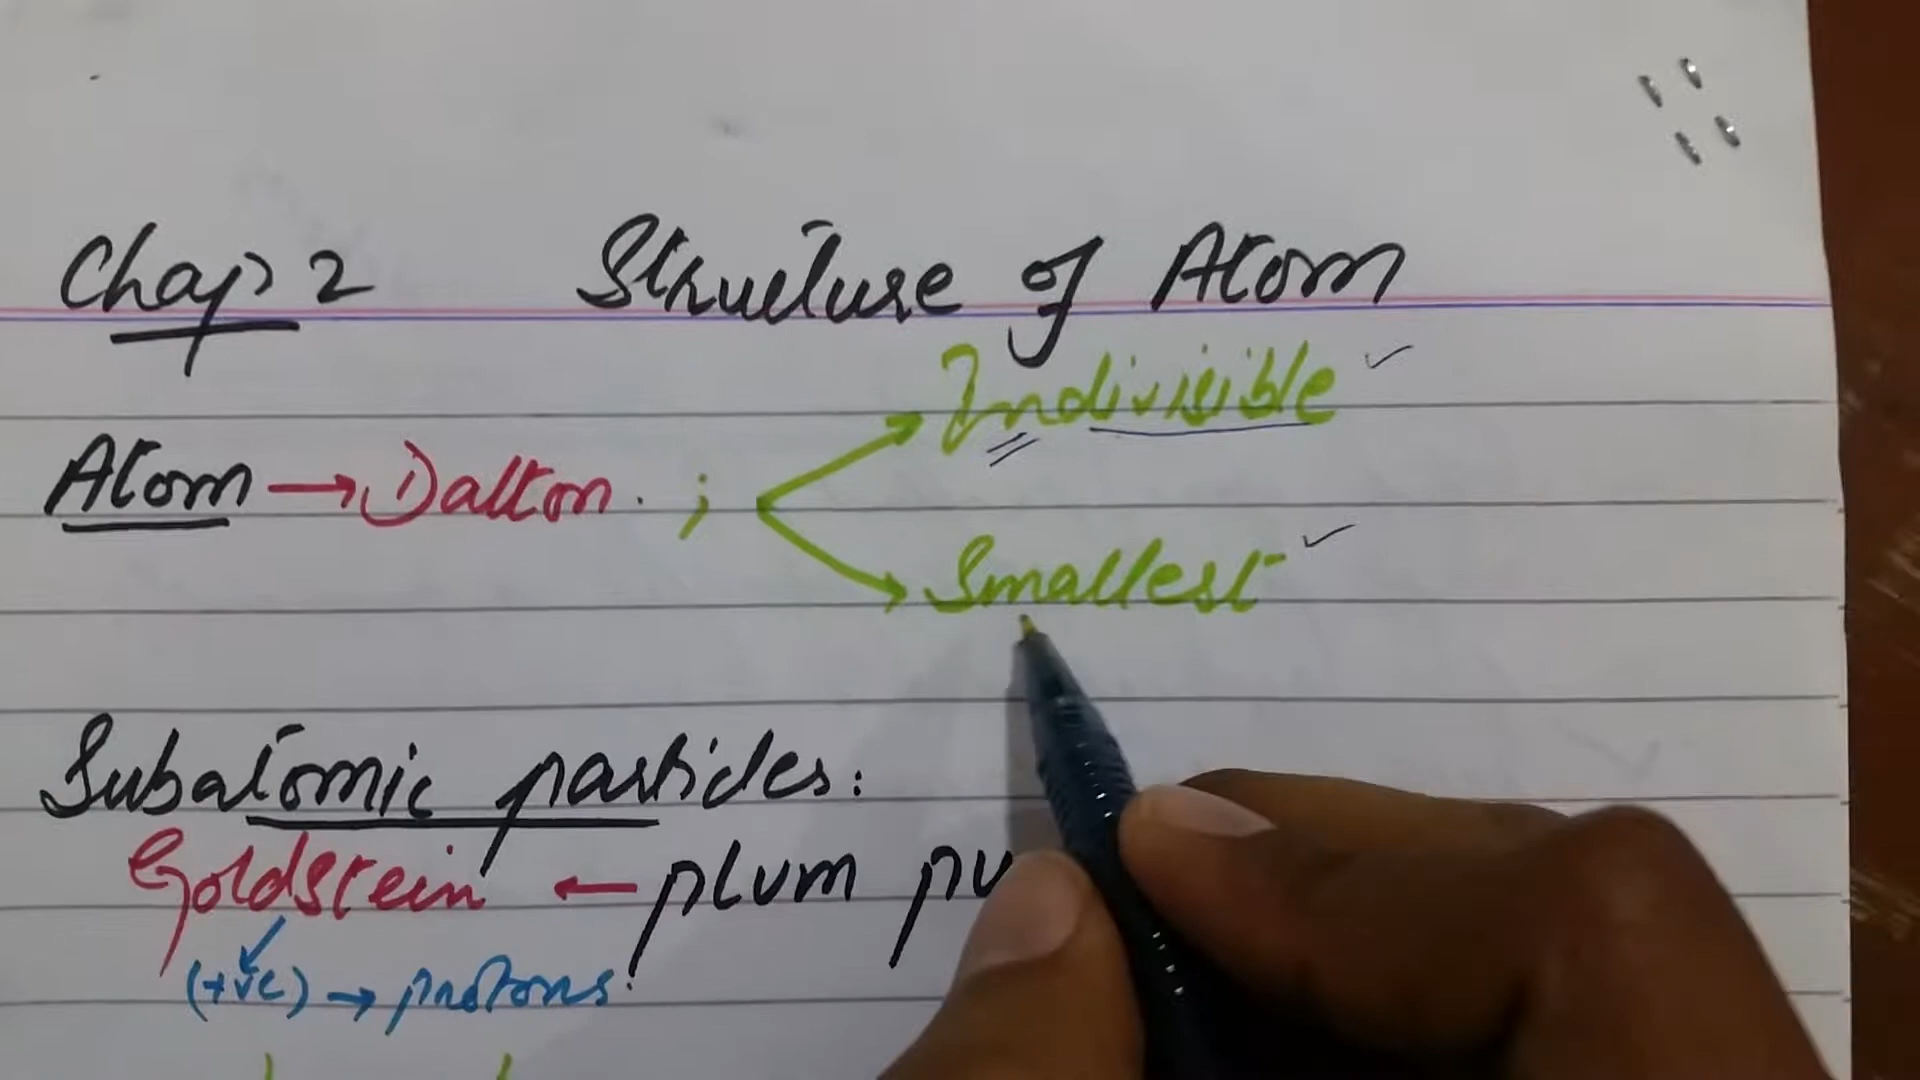 Chap 2 Structure of Atom
Indivisible
Atom → Dalton. ;
Smallest
Subatomic particles:
Goldstein ← plum pu
(+ve) → protons.